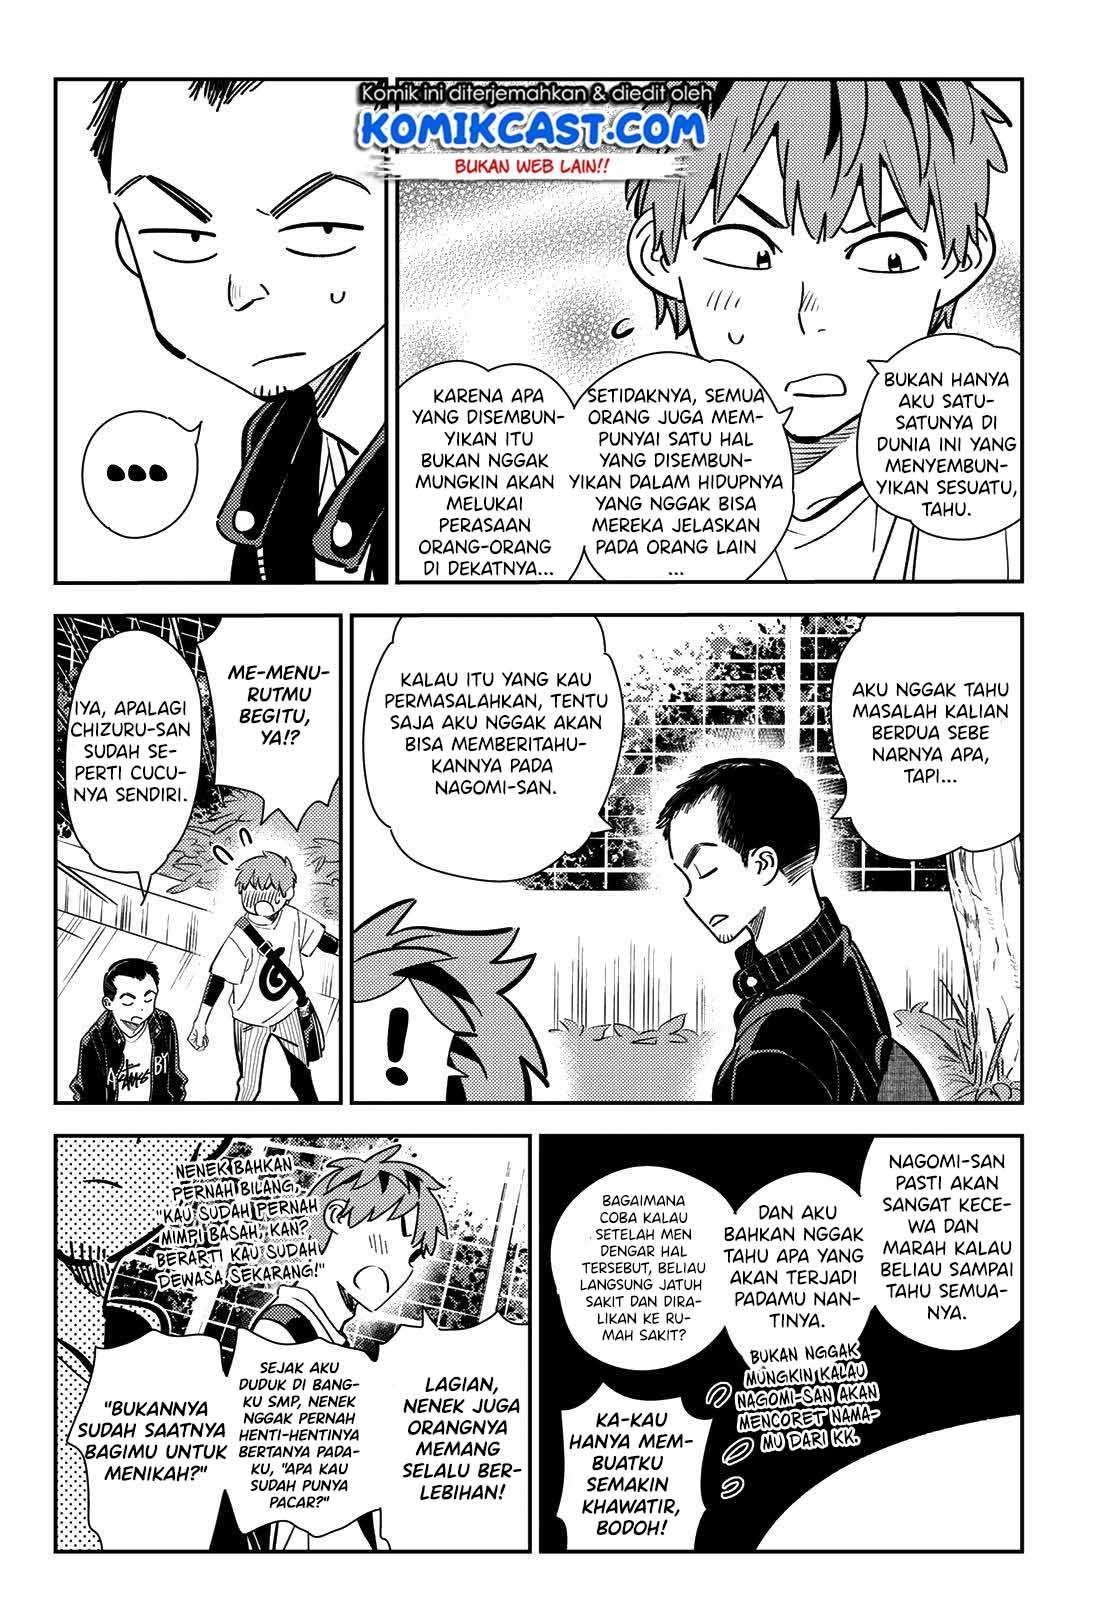 Komik ini diterjemahkan & diedit oleh
KOMIKCAST.COM
BUKAN WEB LAIN!!
BUKAN HANYA
AKU SATU-
SATUNYA DI
DUNIA INI YANG
MENYEMBUN-
YIKAN SESUATU,
TAHU.
SETIDAKNYA, SEMUA
ORANG JUGA MEM-
PUNYAI SATU HAL
YANG DISEMBUN-
YIKAN DALAM HIDUPNYA
YANG NGGAK BISA
MEREKA JELASKAN
PADA ORANG LAIN
...
KARENA APA
YANG DISEMBUN-
YIKAN ITU
BUKAN NGGAK
MUNGKIN AKAN
MELUKAI
PERASAAN
ORANG-ORANG
DI DEKATNYA...
...
AKU NGGAK TAHU
MASALAH KALIAN
BERDUA SEBE
NARNYA APA,
TAPI...
KALAU ITU YANG KAU
PERMASALAHKAN, TENTU
SAJA AKU NGGAK AKAN
BISA MEMBERITAHU-
KANNYA PADA
NAGOMI-SAN.
!
ME-MENU-
RUTMU
BEGITU,
YA!?
IYA, APALAGI
CHIZURU-SAN
SUDAH SE-
PERTI CUCU-
NYA SENDIRI.
NAGOMI-SAN
PASTI AKAN
SANGAT KECE-
WA DAN
MARAH KALAU
BELIAU SAMPAI
TAHU SEMUA-
NYA.
DAN AKU
BAHKAN NGGAK
TAHU APA YANG
AKAN TERJADI
PADAMU NAN-
TINYA.
BUKAN NGGAK
MUNGKIN KALAU
NAGOMI-SAN AKAN
MENCORET NAMA-
MU DARI KK.
BAGAIMANA
COBA KALAU
SETELAH MEN
DENGAR HAL
TERSEBUT, BELIAU
LANGSUNG JATUH
SAKIT DAN DIRA-
LIKAN KE RU-
MAH SAKIT?
KA-KAU
HANYA MEM-
BUATKU
SEMAKIN
KHAWATIR,
BODOH!
LAGIAN,
NENEK JUGA
ORANGNYA
MEMANG
SELALU BER-
LEBIHAN!
SEJAK AKU
DUDUK DI BANG-
KU SMP, NENEK
NGGAK PERNAH
HENTI-HENTINYA
BERTANYA PADA-
KU, "APA KAU
SUDAH PUNYA
PACAR?"
"BUKANNYA
SUDAH SAATNYA
BAGIMU UNTUK
MENIKAH?"
NENEK BAHKAN
PERNAH BILANG,
"KAU SUDAH PERNAH
MIMPI BASAH, KAN?
BERARTI KAU SUDAH
DEWASA SEKARANG!"